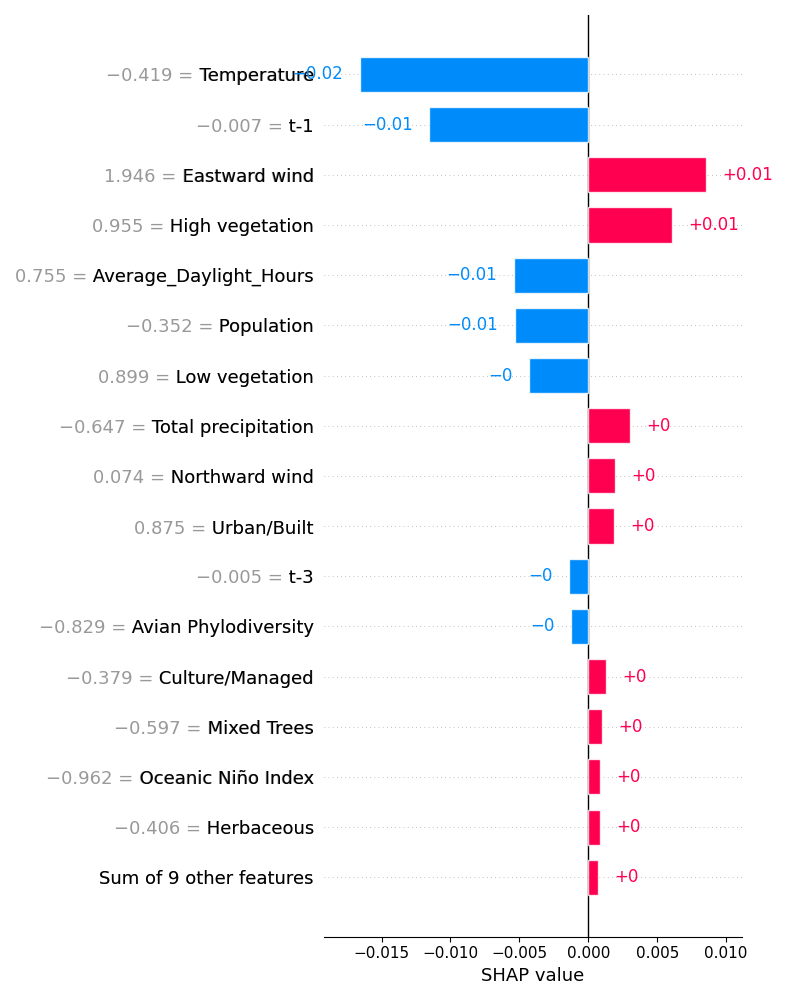 −0.419 = Temperature −0.02
−0.007 = t-1 −0.01
1.946 = Eastward wind +0.01
0.955 = High vegetation +0.01
0.755 = Average_Daylight_Hours −0.01
−0.352 = Population −0.01
0.899 = Low vegetation −0
−0.647 = Total precipitation +0
0.074 = Northward wind +0
0.875 = Urban/Built +0
−0.005 = t-3 −0
−0.829 = Avian Phylodiversity −0
−0.379 = Culture/Managed +0
−0.597 = Mixed Trees +0
−0.962 = Oceanic Niño Index +0
−0.406 = Herbaceous +0
Sum of 9 other features +0
−0.015 −0.010 −0.005 0.000 0.005 0.010
SHAP value